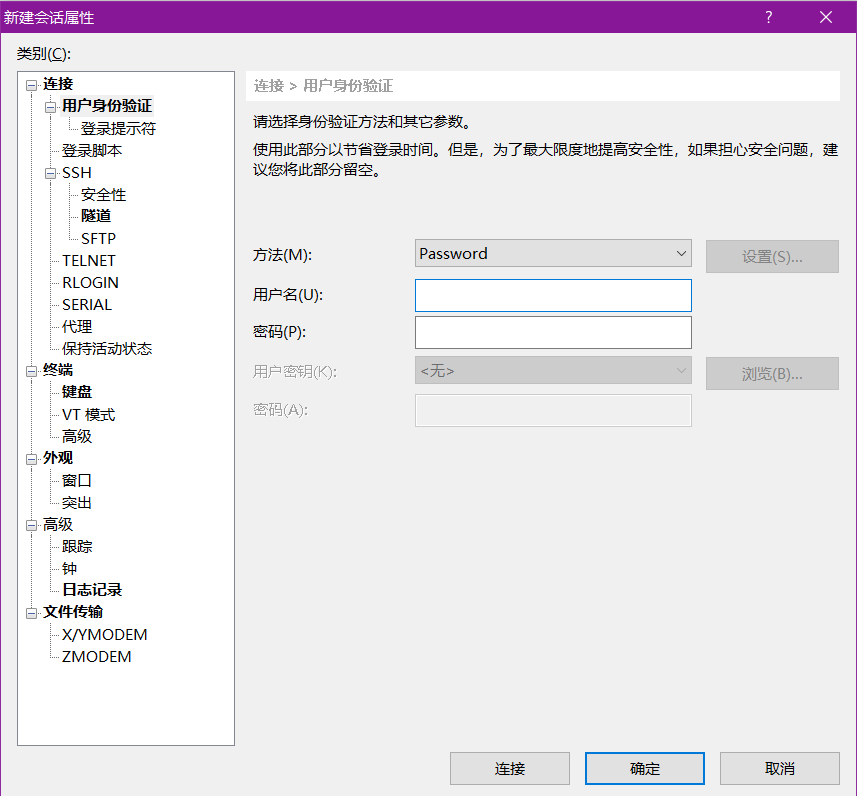 新建会话属性
?
类别(C):
连接
用户身份验证
登录提示符
登录脚本
SSH
安全性
隧道
SFTP
TELNET
RLOGIN
SERIAL
代理
保持活动状态
终端
键盘
VT 模式
高级
外观
窗口
突出
高级
跟踪
钟
日志记录
文件传输
X/YMODEM
ZMODEM
连接 > 用户身份验证
请选择身份验证方法和其它参数。
使用此部分以节省登录时间。但是，为了最大限度地提高安全性，如果担心安全问题，建
议您将此部分留空。
方法(M):
Password
设置(S)...
用户名(U):
密码(P):
用户密钥(K):
<无>
浏览(B)...
密码(A):
连接
确定
取消